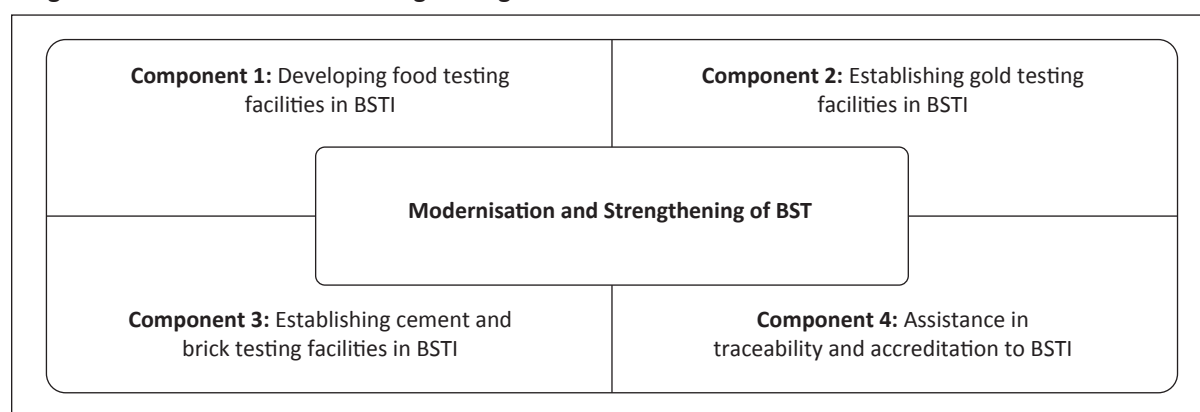 Component 1: Developing food testing
facilities in BSTI
Component 2: Establishing gold testing
facilities in BSTI
Modernisation and Strengthening of BST
Component 3: Establishing cement and
brick testing facilities in BSTI
Component 4: Assistance in
traceability and accreditation to BSTI